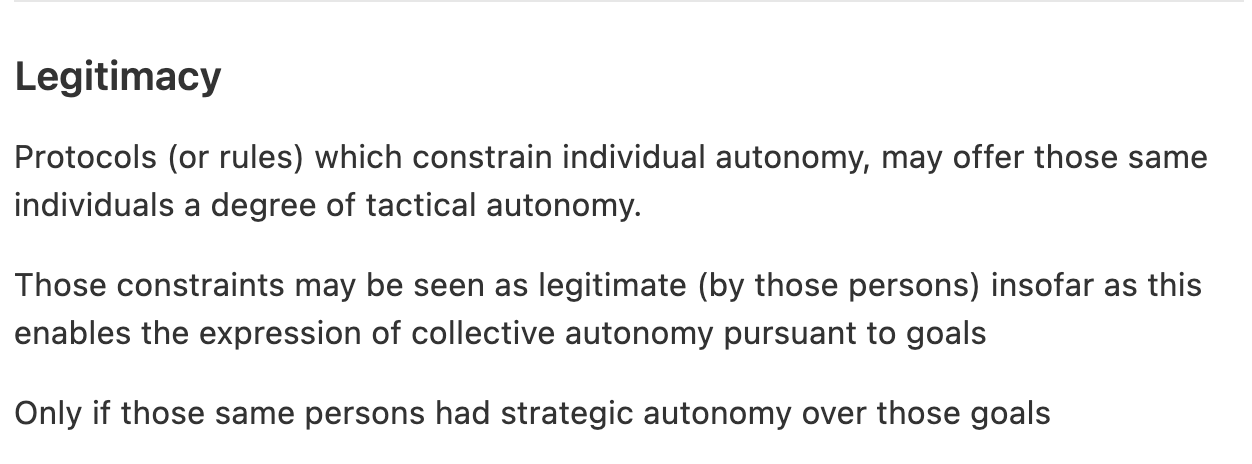 Legitimacy
Protocols (or rules) which constrain individual autonomy, may offer those same
individuals a degree of tactical autonomy.
Those constraints may be seen as legitimate (by those persons) insofar as this
enables the expression of collective autonomy pursuant to goals
Only if those same persons had strategic autonomy over those goals